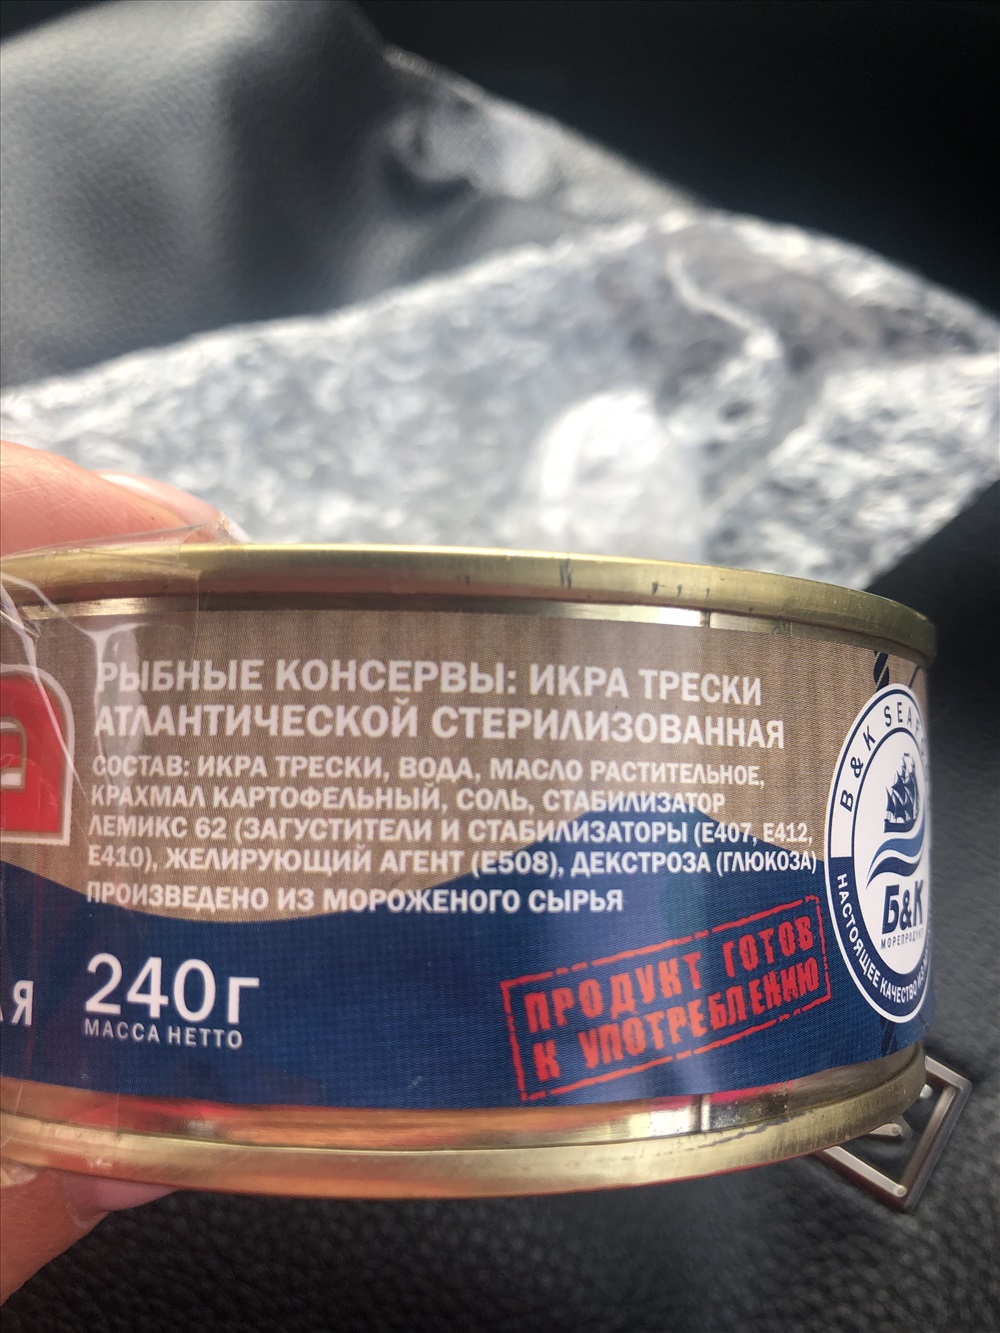 РЫБНЫЕ КОНСЕРВЫ: ИКРА ТРЕСКИ
АТЛАНТИЧЕСКОЙ СТЕРИЛИЗОВАННАЯ
СОСТАВ: ИКРА ТРЕСКИ, ВОДА, МАСЛО РАСТИТЕЛЬНОЕ,
КРАХМАЛ КАРТОФЕЛЬНЫЙ, СОЛЬ, СТАБИЛИЗАТОР
ЛЕМИКС 62 (ЗАГУСТИТЕЛИ И СТАБИЛИЗАТОРЫ (Е407, Е412,
Е410), ЖЕЛИРУЮЩИЙ АГЕНТ (Е508), ДЕКСТРОЗА (ГЛЮКОЗА)
ПРОИЗВЕДЕНО ИЗ МОРОЖЕНОГО СЫРЬЯ
240г
МАССА НЕТТО
ПРОДУКТ ГОТОВ
К УПОТРЕБЛЕНИЮ
B & K
Б&К
НАСТОЯЩЕЕ КАЧЕСТВО